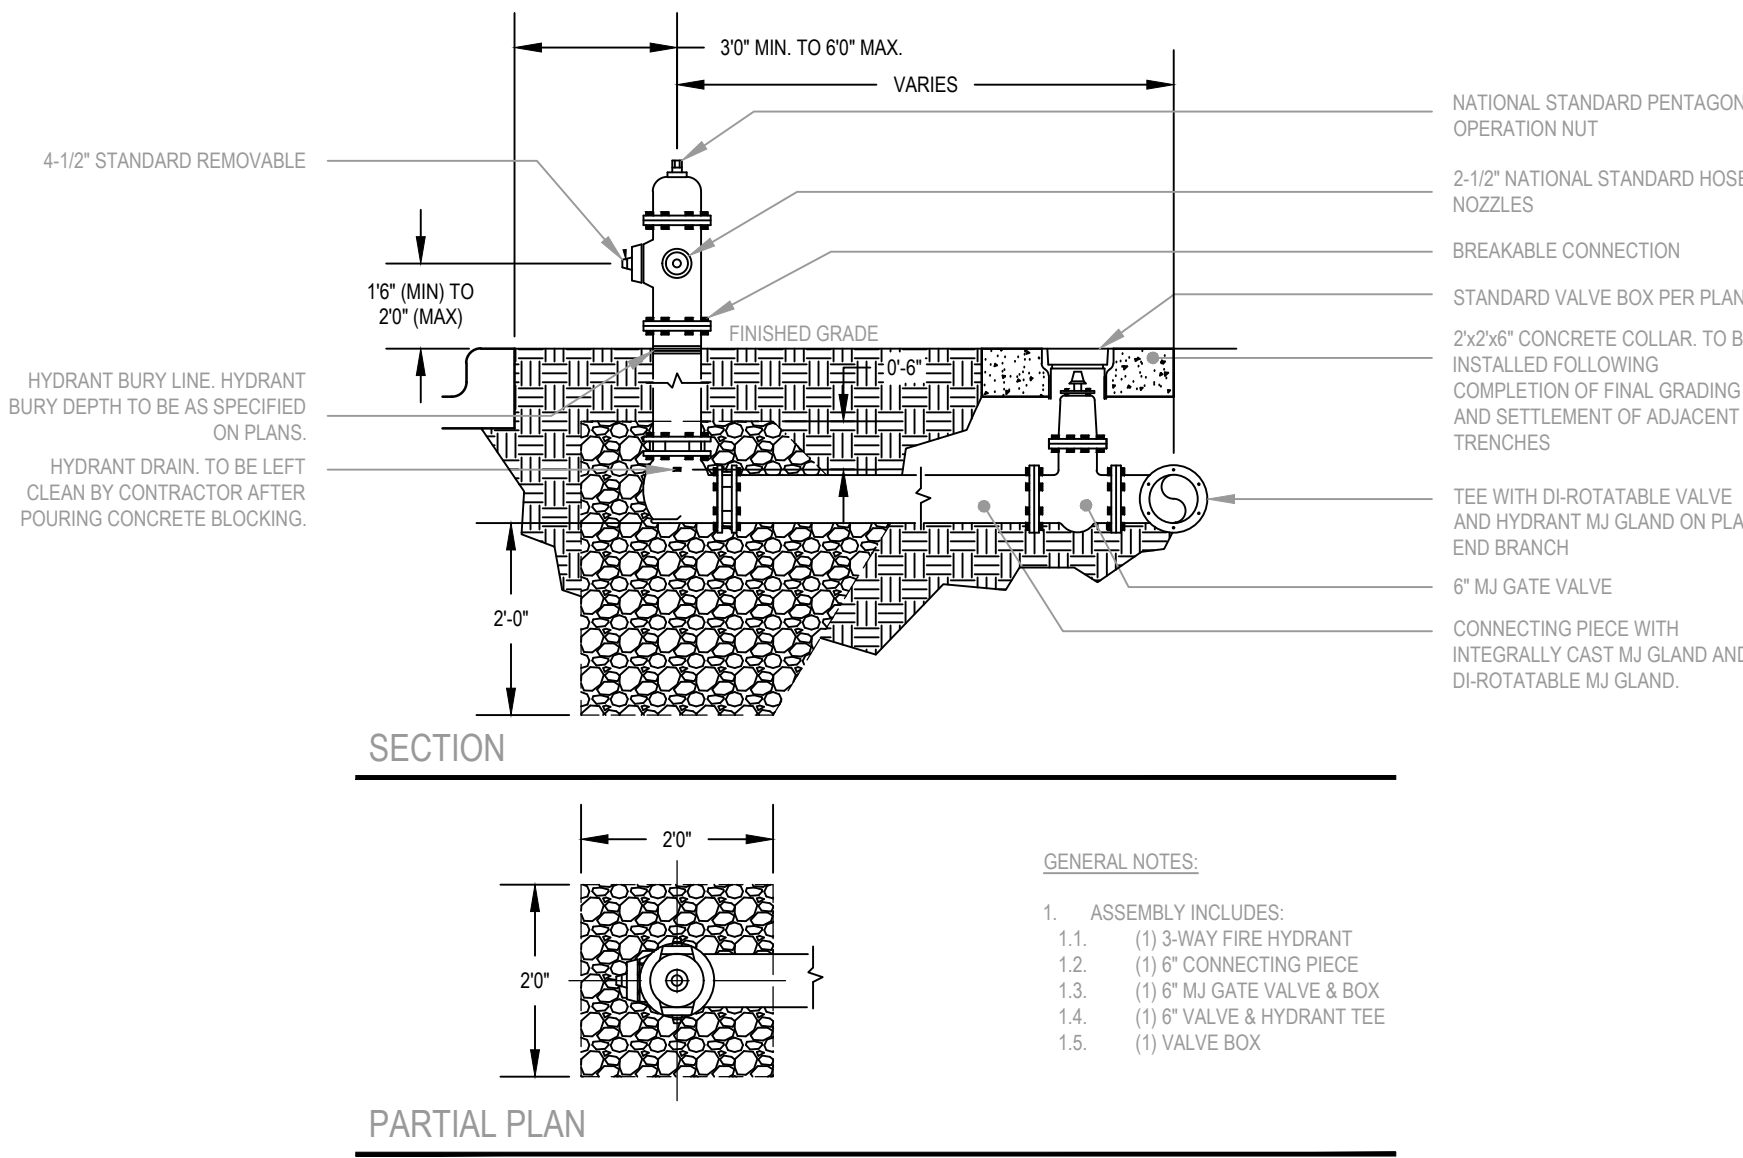 3'0" MIN. TO 6'0" MAX.
VARIES
4-1/2" STANDARD REMOVABLE
1'6" (MIN) TO
2'0" (MAX)
HYDRANT BURY LINE. HYDRANT
BURY DEPTH TO BE AS SPECIFIED
ON PLANS.
HYDRANT DRAIN. TO BE LEFT
CLEAN BY CONTRACTOR AFTER
POURING CONCRETE BLOCKING.
FINISHED GRADE
0'-6"
2'-0"
NATIONAL STANDARD PENTAGON
OPERATION NUT
2-1/2" NATIONAL STANDARD HOSE
NOZZLES
BREAKABLE CONNECTION
STANDARD VALVE BOX PER PLAN
2'x2'x6" CONCRETE COLLAR. TO B
INSTALLED FOLLOWING
COMPLETION OF FINAL GRADING
AND SETTLEMENT OF ADJACENT
TRENCHES
TEE WITH DI-ROTATABLE VALVE
AND HYDRANT MJ GLAND ON PLA
END BRANCH
6" MJ GATE VALVE
CONNECTING PIECE WITH
INTEGRALLY CAST MJ GLAND AND
DI-ROTATABLE MJ GLAND.
SECTION
2'0"
2'0"
PARTIAL PLAN
GENERAL NOTES:
1. ASSEMBLY INCLUDES:
1.1. (1) 3-WAY FIRE HYDRANT
1.2. (1) 6" CONNECTING PIECE
1.3. (1) 6" MJ GATE VALVE & BOX
1.4. (1) 6" VALVE & HYDRANT TEE
1.5. (1) VALVE BOX